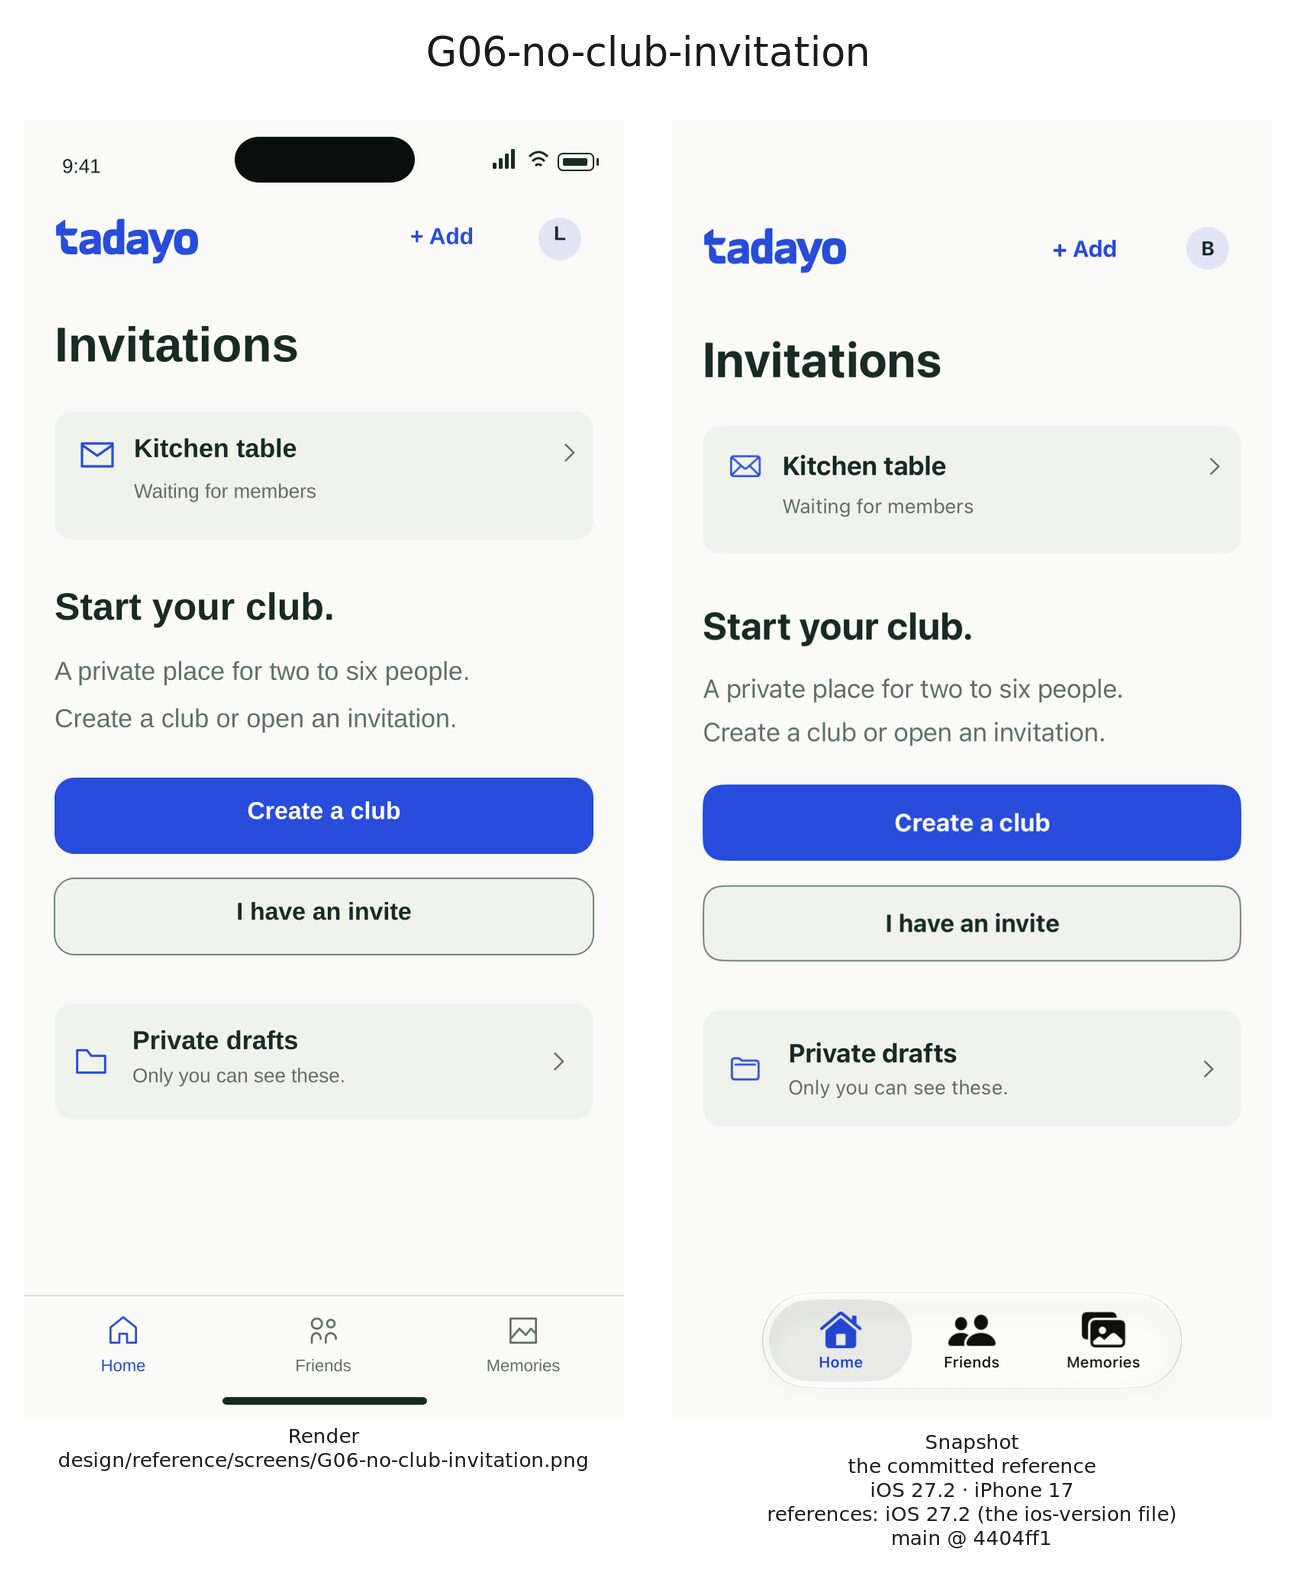 G06-no-club-invitation
9:41
tadayo
+ Add
L
Invitations
Kitchen table
Waiting for members
Start your club.
A private place for two to six people.
Create a club or open an invitation.
Create a club
I have an invite
Private drafts
Only you can see these.
Home
Friends
Memories
Render
design/reference/screens/G06-no-club-invitation.png
tadayo
+ Add
B
Invitations
Kitchen table
Waiting for members
Start your club.
A private place for two to six people.
Create a club or open an invitation.
Create a club
I have an invite
Private drafts
Only you can see these.
Home
Friends
Memories
Snapshot
the committed reference
iOS 27.2 · iPhone 17
references: iOS 27.2 (the ios-version file)
main @ 4404ff1